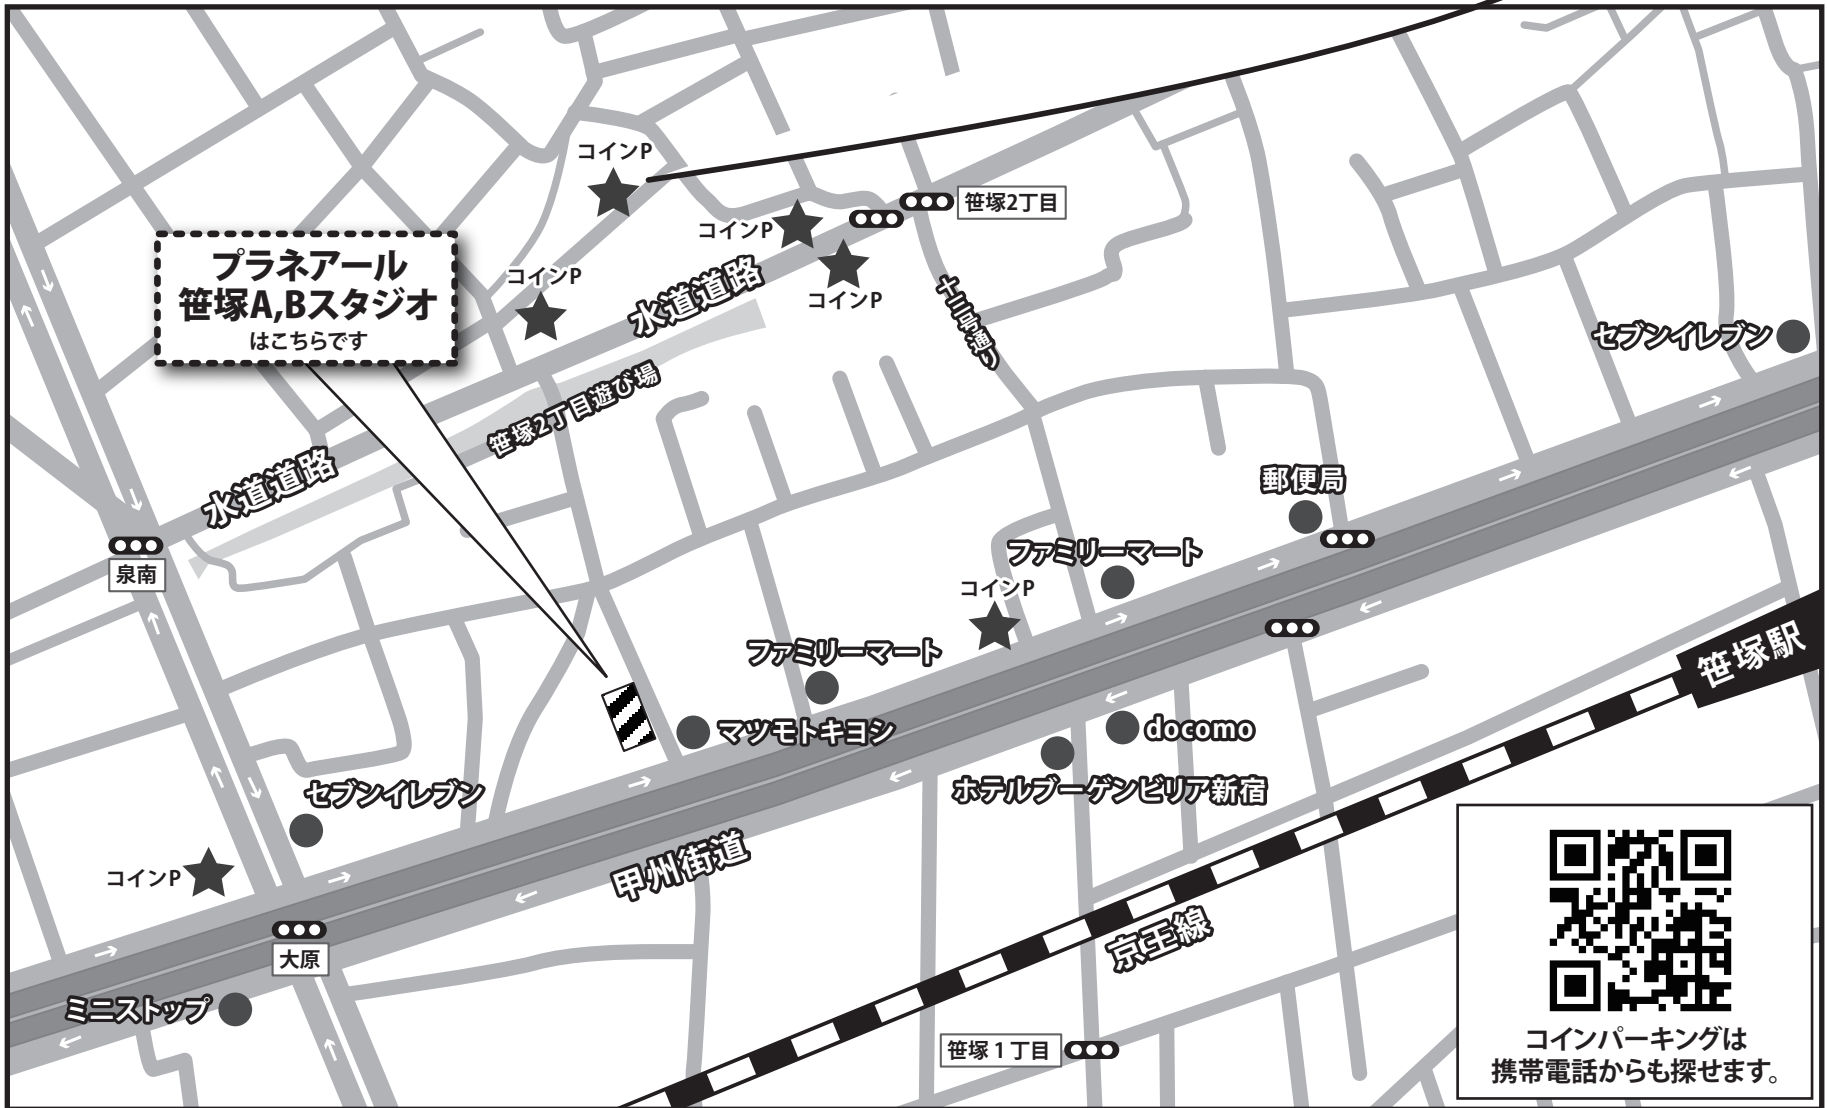 コインP
笹塚2丁目
コインP
プラネアール
笹塚A,Bスタジオ
はこちらです
コインP
水道道路
コインP
十三号通り
セブンイレブン
笹塚2丁目遊び場
水道道路
郵便局
泉南
ファミリーマート
コインP
ファミリーマート
笹塚駅
マツモトキヨシ
docomo
セブンイレブン
ホテルブーゲンビリア新宿
甲州街道
コインP
京王線
大原
ミニストップ
笹塚1丁目
コインパーキングは
携帯電話からも探せます。